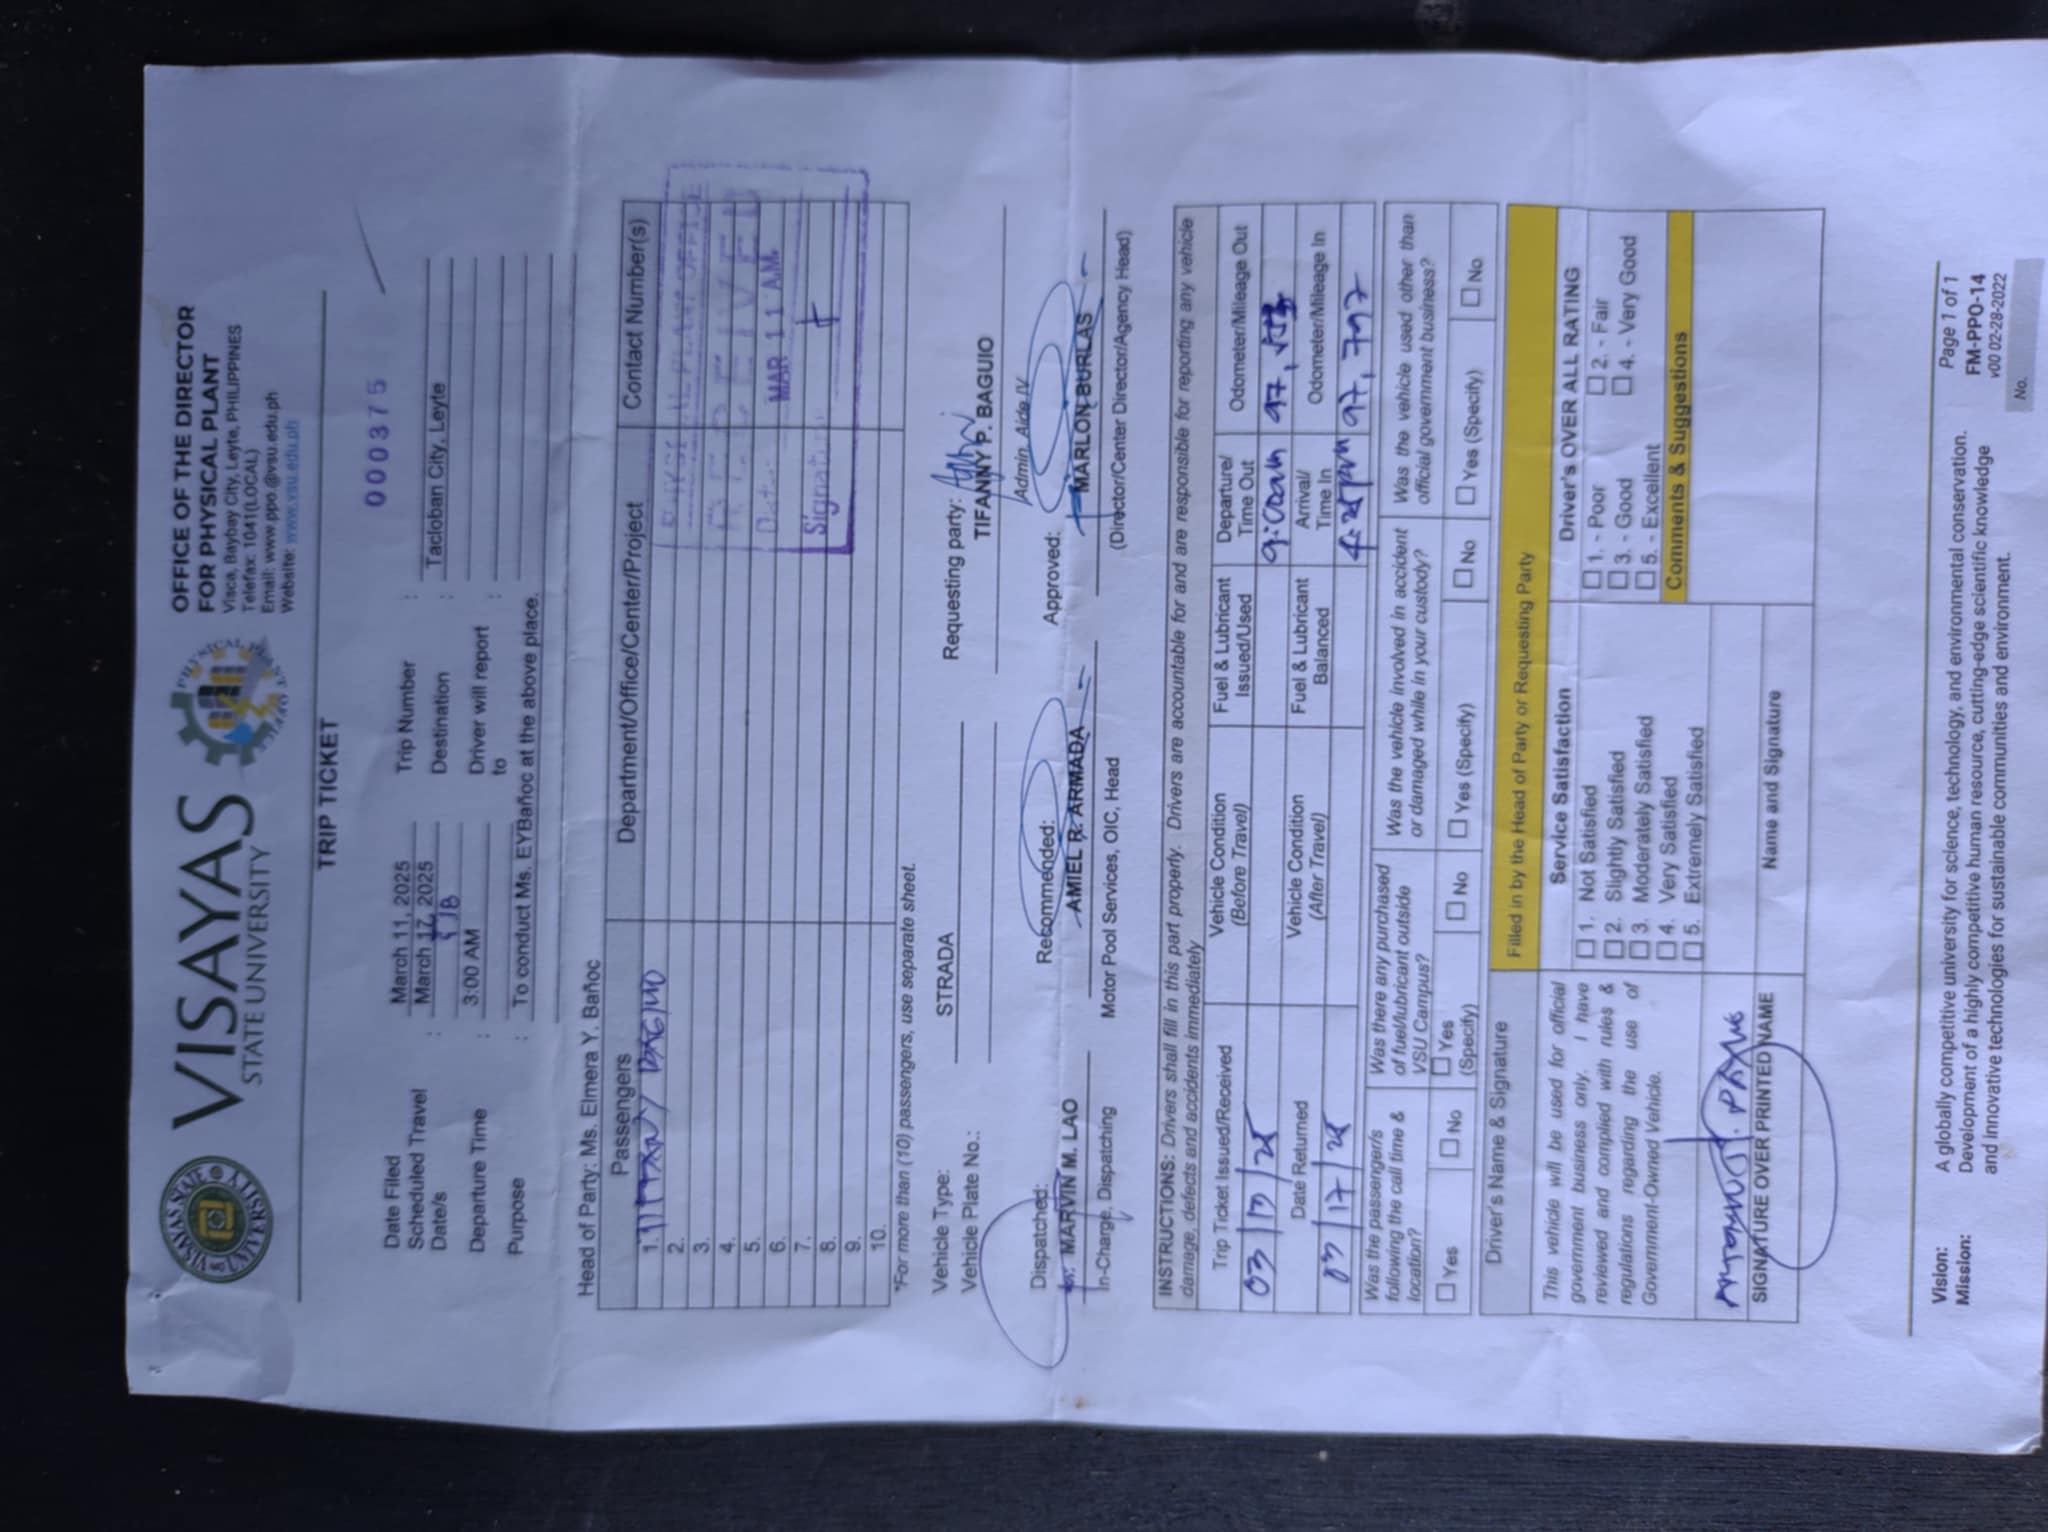 VISAYAS
STATE UNIVERSITY
OFFICE OF THE DIRECTOR
FOR PHYSICAL PLANT
Visca, Baybay City, Leyte, PHILIPPINES
Telefax: 1041(LOCAL)
Email: www.ppo.@vsu.edu.ph
Website: www.vsu.edu.ph
TRIP TICKET
000375
Date Filed March 11, 2025 Trip Number :
Scheduled Travel Date/s : March 17, 2025 Destination : Tacloban City, Leyte
Departure Time : 3:00 AM Driver will report to :
Purpose : To conduct Ms. EYBañoc at the above place.
Head of Party: Ms. Elmera Y. Bañoc
Passengers Department/Office/Center/Project Contact Number(s)
1. TIFFANY BAGUIO
2.
3.
4.
5.
6.
7.
8.
9.
10.
PHYSICAL PLANT OFFICE
RECEIVED
Date: MAR 11 AM
Signature
*For more than (10) passengers, use separate sheet.
Vehicle Type: STRADA Requesting party:
Vehicle Plate No.: TIFANNY P. BAGUIO
Admin. Aide IV
Dispatched: Recommended: Approved:
for: MARVIN M. LAO AMIEL R. ARMADA MARLON BURLAS
In-Charge, Dispatching Motor Pool Services, OIC, Head (Director/Center Director/Agency Head)
INSTRUCTIONS: Drivers shall fill in this part properly. Drivers are accountable for and are responsible for reporting any vehicle
damage, defects and accidents immediately
Trip Ticket Issued/Received Vehicle Condition (Before Travel) Fuel & Lubricant Issued/Used Departure/ Time Out Odometer/Mileage Out
03/13/25 9:00am 97,
Date Returned Vehicle Condition (After Travel) Fuel & Lubricant Balanced Arrival/ Time In Odometer/Mileage In
03/17/25 4:25pm 97,797
Was the passenger/s following the call time & location? Was there any purchased of fuel/lubricant outside VSU Campus? Was the vehicle involved in accident or damaged while in your custody? Was the vehicle used other than official government business?
Yes No Yes (Specify) No Yes (Specify) No Yes (Specify) No
Driver's Name & Signature Filled in by the Head of Party or Requesting Party
This vehicle will be used for official
government business only. I have
reviewed and complied with rules &
regulations regarding the use of
Government-Owned Vehicle.
Service Satisfaction
1. Not Satisfied
2. Slightly Satisfied
3. Moderately Satisfied
4. Very Satisfied
5. Extremely Satisfied
Driver's OVER ALL RATING
1. - Poor 2. - Fair
3. - Good 4. - Very Good
5. - Excellent
Comments & Suggestions
SIGNATURE OVER PRINTED NAME Name and Signature
Vision: A globally competitive university for science, technology, and environmental conservation.
Mission: Development of a highly competitive human resource, cutting-edge scientific knowledge
and innovative technologies for sustainable communities and environment.
Page 1 of 1
FM-PPO-14
v00 02-28-2022
No.